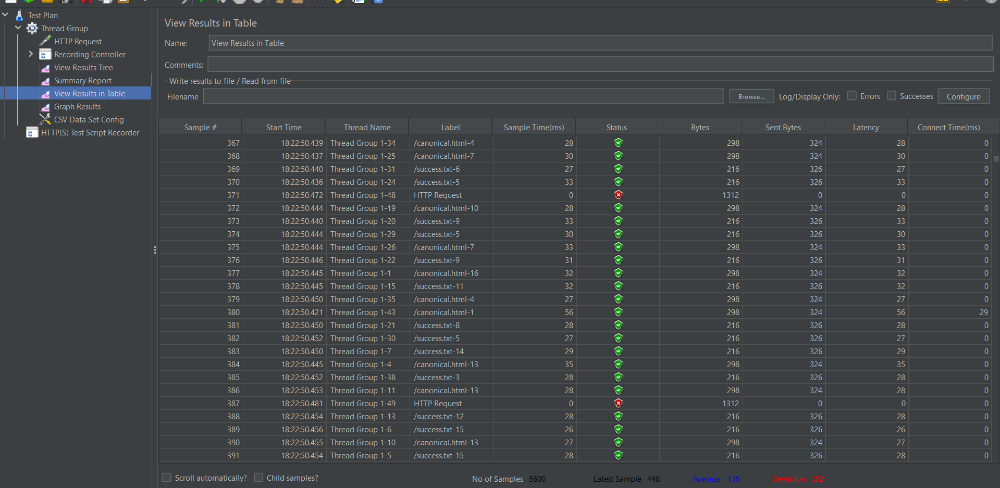 Test Plan
Thread Group
HTTP Request
Recording Controller
View Results Tree
Summary Report
View Results in Table
Graph Results
CSV Data Set Config
HTTP(S) Test Script Recorder
View Results in Table
Name: View Results in Table
Comments:
Write results to file / Read from file
Filename Browse... Log/Display Only: Errors Successes Configure
Sample # Start Time Thread Name Label Sample Time(ms) Status Bytes Sent Bytes Latency Connect Time(ms)
367 18:22:50.439 Thread Group 1-34 /canonical.html-4 28 298 324 28 0
368 18:22:50.437 Thread Group 1-25 /canonical.html-7 30 298 324 30 0
369 18:22:50.440 Thread Group 1-31 /success.txt-6 27 216 326 27 0
370 18:22:50.436 Thread Group 1-24 /success.txt-5 33 216 326 33 0
371 18:22:50.472 Thread Group 1-48 HTTP Request 0 1312 0 0 0
372 18:22:50.444 Thread Group 1-19 /canonical.html-10 28 298 324 28 0
373 18:22:50.440 Thread Group 1-20 /success.txt-9 33 216 326 33 0
374 18:22:50.444 Thread Group 1-29 /success.txt-5 30 216 326 30 0
375 18:22:50.444 Thread Group 1-26 /canonical.html-7 33 298 324 33 0
376 18:22:50.446 Thread Group 1-22 /success.txt-9 31 216 326 31 0
377 18:22:50.445 Thread Group 1-1 /canonical.html-16 32 298 324 32 0
378 18:22:50.445 Thread Group 1-15 /success.txt-11 32 216 326 32 0
379 18:22:50.450 Thread Group 1-35 /canonical.html-4 27 298 324 27 0
380 18:22:50.421 Thread Group 1-43 /canonical.html-1 56 298 324 56 29
381 18:22:50.450 Thread Group 1-21 /success.txt-8 28 216 326 28 0
382 18:22:50.452 Thread Group 1-30 /success.txt-5 27 216 326 27 0
383 18:22:50.450 Thread Group 1-7 /success.txt-14 29 216 326 29 0
384 18:22:50.445 Thread Group 1-4 /canonical.html-13 35 298 324 35 0
385 18:22:50.452 Thread Group 1-38 /success.txt-3 28 216 326 28 0
386 18:22:50.453 Thread Group 1-11 /canonical.html-13 28 298 324 28 0
387 18:22:50.481 Thread Group 1-49 HTTP Request 0 1312 0 0 0
388 18:22:50.454 Thread Group 1-13 /success.txt-12 28 216 326 28 0
389 18:22:50.456 Thread Group 1-6 /success.txt-15 26 216 326 26 0
390 18:22:50.455 Thread Group 1-10 /canonical.html-13 27 298 324 27 0
391 18:22:50.454 Thread Group 1-5 /success.txt-15 28 216 326 28 0
Scroll automatically? Child samples? No of Samples 5600 Latest Sample 448 Average 135 Deviation 252